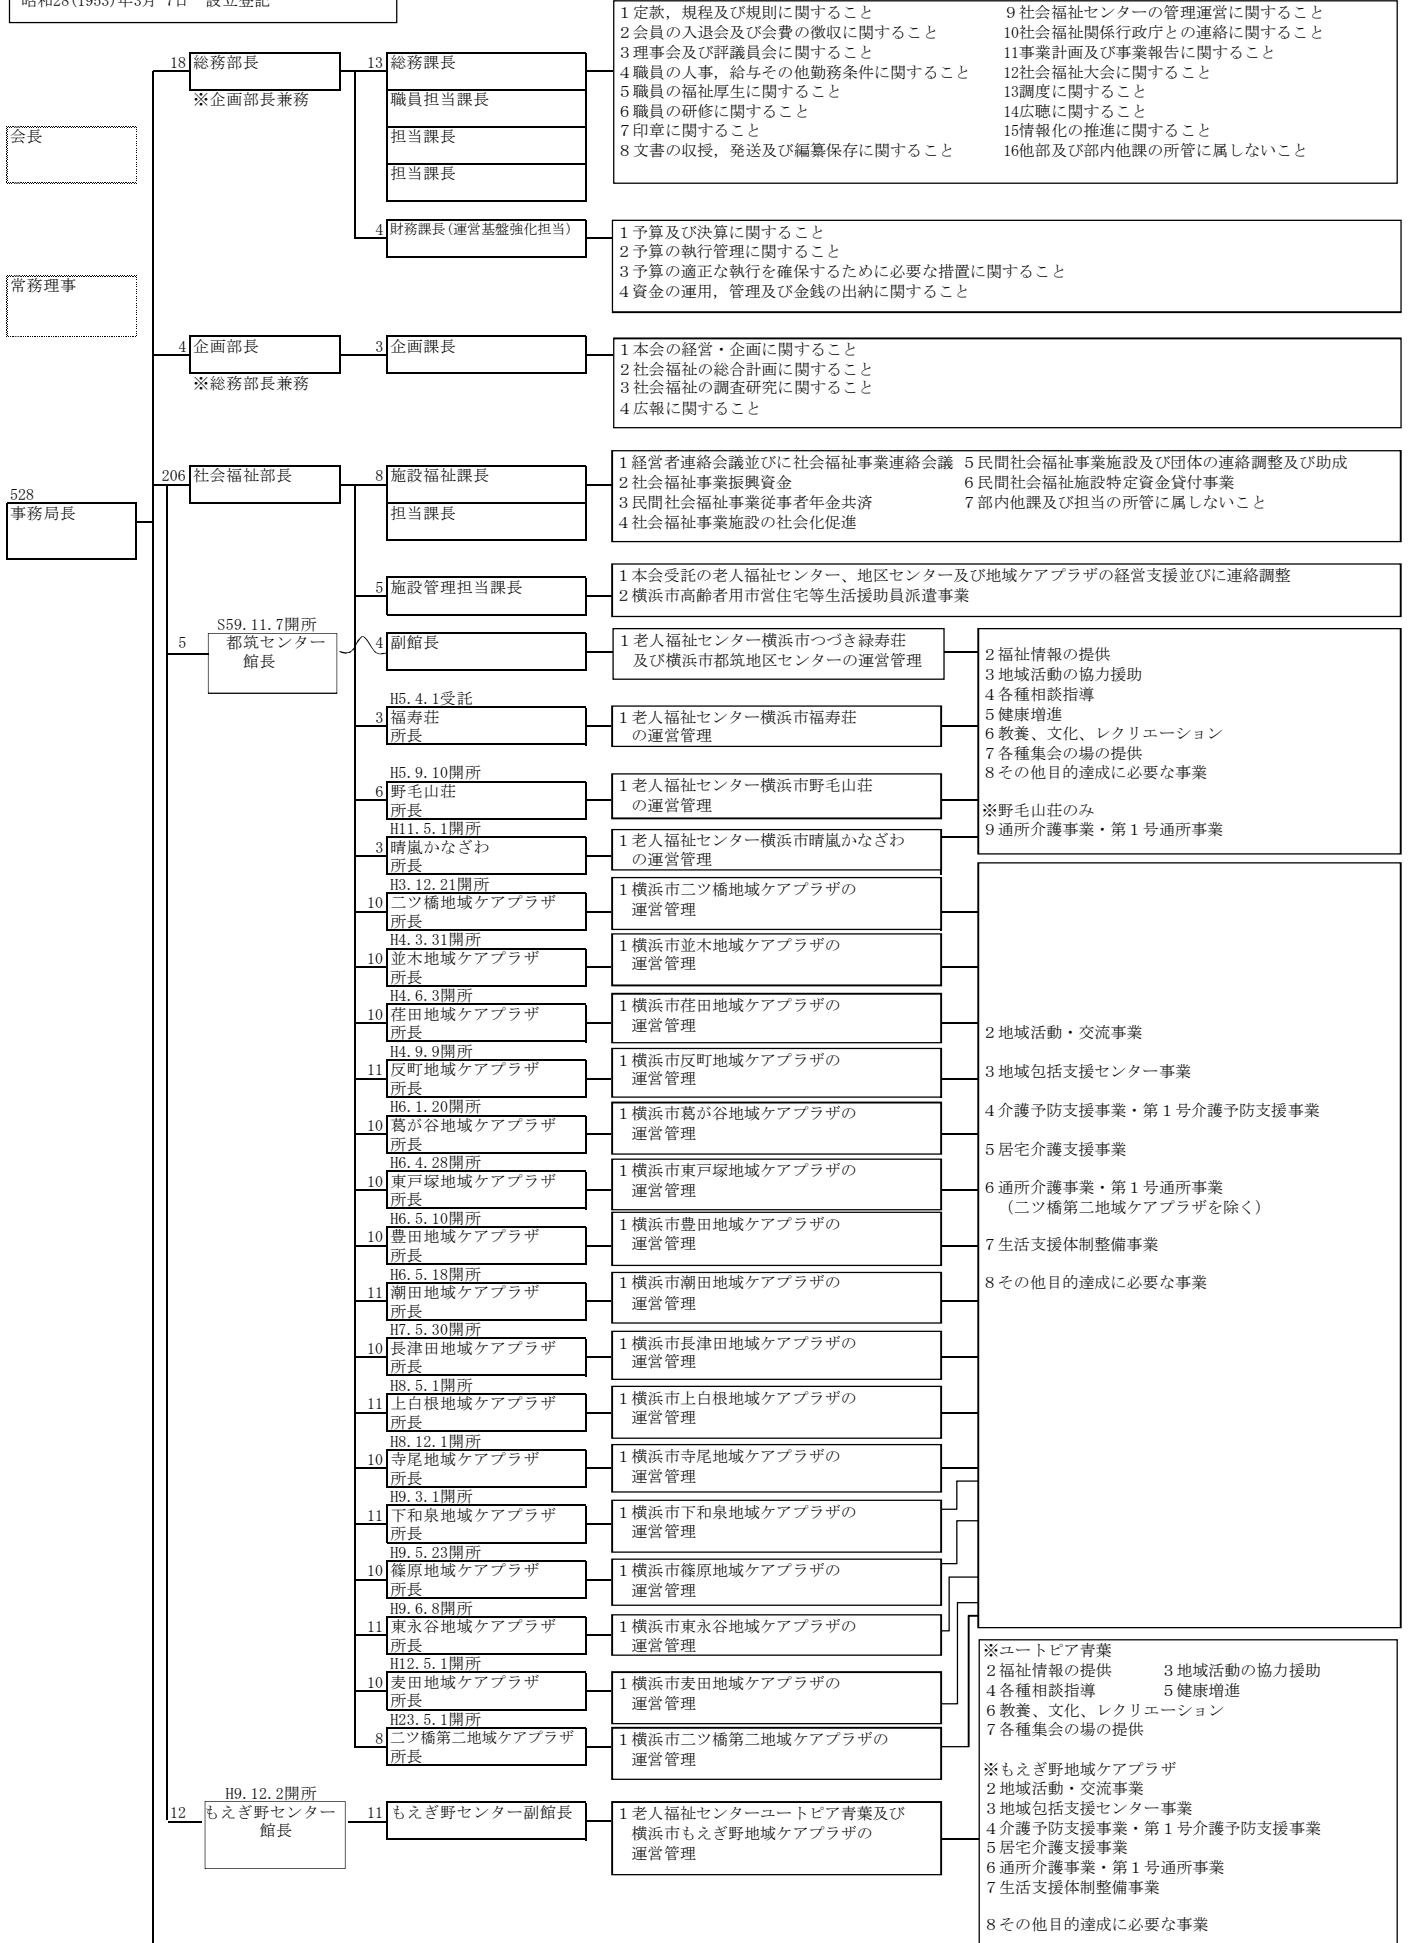 昭和28(1953)年3月 7日　設立登記
1定款，規程及び規則に関すること
2会員の入退会及び会費の徴収に関すること
3理事会及び評議員会に関すること
4職員の人事，給与その他勤務条件に関すること
5職員の福祉厚生に関すること
6職員の研修に関すること
7印章に関すること
8文書の収授，発送及び編纂保存に関すること
9社会福祉センターの管理運営に関すること
10社会福祉関係行政庁との連絡に関すること
11事業計画及び事業報告に関すること
12社会福祉大会に関すること
13調度に関すること
14広聴に関すること
15情報化の推進に関すること
16他部及び部内他課の所管に属しないこと
18 総務部長
※企画部長兼務
13 総務課長
職員担当課長
担当課長
担当課長
会長
4 財務課長(運営基盤強化担当)
1予算及び決算に関すること
2予算の執行管理に関すること
3予算の適正な執行を確保するために必要な措置に関すること
4資金の運用，管理及び金銭の出納に関すること
常務理事
4 企画部長
※総務部長兼務
3 企画課長
1本会の経営・企画に関すること
2社会福祉の総合計画に関すること
3社会福祉の調査研究に関すること
4広報に関すること
528
事務局長
206 社会福祉部長
8 施設福祉課長
担当課長
1経営者連絡会議並びに社会福祉事業連絡会議
2社会福祉事業振興資金
3民間社会福祉事業従事者年金共済
4社会福祉事業施設の社会化促進
5民間社会福祉事業施設及び団体の連絡調整及び助成
6民間社会福祉施設特定資金貸付事業
7部内他課及び担当の所管に属しないこと
5 施設管理担当課長
1本会受託の老人福祉センター、地区センター及び地域ケアプラザの経営支援並びに連絡調整
2横浜市高齢者用市営住宅等生活援助員派遣事業
S59.11.7開所
5 都筑センター
館長
4 副館長
1老人福祉センター横浜市つづき緑寿荘
及び横浜市都筑地区センターの運営管理
H5.4.1受託
3 福寿荘
所長
1老人福祉センター横浜市福寿荘
の運営管理
H5.9.10開所
6 野毛山荘
所長
1老人福祉センター横浜市野毛山荘
の運営管理
H11.5.1開所
3 晴嵐かなざわ
所長
1老人福祉センター横浜市晴嵐かなざわ
の運営管理
2福祉情報の提供
3地域活動の協力援助
4各種相談指導
5健康増進
6教養、文化、レクリエーション
7各種集会の場の提供
8その他目的達成に必要な事業
※野毛山荘のみ
9通所介護事業・第1号通所事業
H3.12.21開所
10 二ツ橋地域ケアプラザ
所長
1横浜市二ツ橋地域ケアプラザの
運営管理
H4.3.31開所
10 並木地域ケアプラザ
所長
1横浜市並木地域ケアプラザの
運営管理
H4.6.3開所
10 荏田地域ケアプラザ
所長
1横浜市荏田地域ケアプラザの
運営管理
H4.9.9開所
11 反町地域ケアプラザ
所長
1横浜市反町地域ケアプラザの
運営管理
H6.1.20開所
10 葛が谷地域ケアプラザ
所長
1横浜市葛が谷地域ケアプラザの
運営管理
H6.4.28開所
10 東戸塚地域ケアプラザ
所長
1横浜市東戸塚地域ケアプラザの
運営管理
H6.5.10開所
10 豊田地域ケアプラザ
所長
1横浜市豊田地域ケアプラザの
運営管理
H6.5.18開所
11 潮田地域ケアプラザ
所長
1横浜市潮田地域ケアプラザの
運営管理
H7.5.30開所
10 長津田地域ケアプラザ
所長
1横浜市長津田地域ケアプラザの
運営管理
H8.5.1開所
11 上白根地域ケアプラザ
所長
1横浜市上白根地域ケアプラザの
運営管理
H8.12.1開所
10 寺尾地域ケアプラザ
所長
1横浜市寺尾地域ケアプラザの
運営管理
H9.3.1開所
11 下和泉地域ケアプラザ
所長
1横浜市下和泉地域ケアプラザの
運営管理
H9.5.23開所
10 篠原地域ケアプラザ
所長
1横浜市篠原地域ケアプラザの
運営管理
H9.6.8開所
11 東永谷地域ケアプラザ
所長
1横浜市東永谷地域ケアプラザの
運営管理
H12.5.1開所
10 麦田地域ケアプラザ
所長
1横浜市麦田地域ケアプラザの
運営管理
H23.5.1開所
8 二ツ橋第二地域ケアプラザ
所長
1横浜市二ツ橋第二地域ケアプラザの
運営管理
2地域活動・交流事業
3地域包括支援センター事業
4介護予防支援事業・第1号介護予防支援事業
5居宅介護支援事業
6通所介護事業・第1号通所事業
（二ツ橋第二地域ケアプラザを除く）
7生活支援体制整備事業
8その他目的達成に必要な事業
H9.12.2開所
12 もえぎ野センター
館長
11 もえぎ野センター副館長
1老人福祉センターユートピア青葉及び
横浜市もえぎ野地域ケアプラザの
運営管理
※ユートピア青葉
2福祉情報の提供　3地域活動の協力援助
4各種相談指導　5健康増進
6教養、文化、レクリエーション
7各種集会の場の提供
※もえぎ野地域ケアプラザ
2地域活動・交流事業
3地域包括支援センター事業
4介護予防支援事業・第1号介護予防支援事業
5居宅介護支援事業
6通所介護事業・第1号通所事業
7生活支援体制整備事業
8その他目的達成に必要な事業